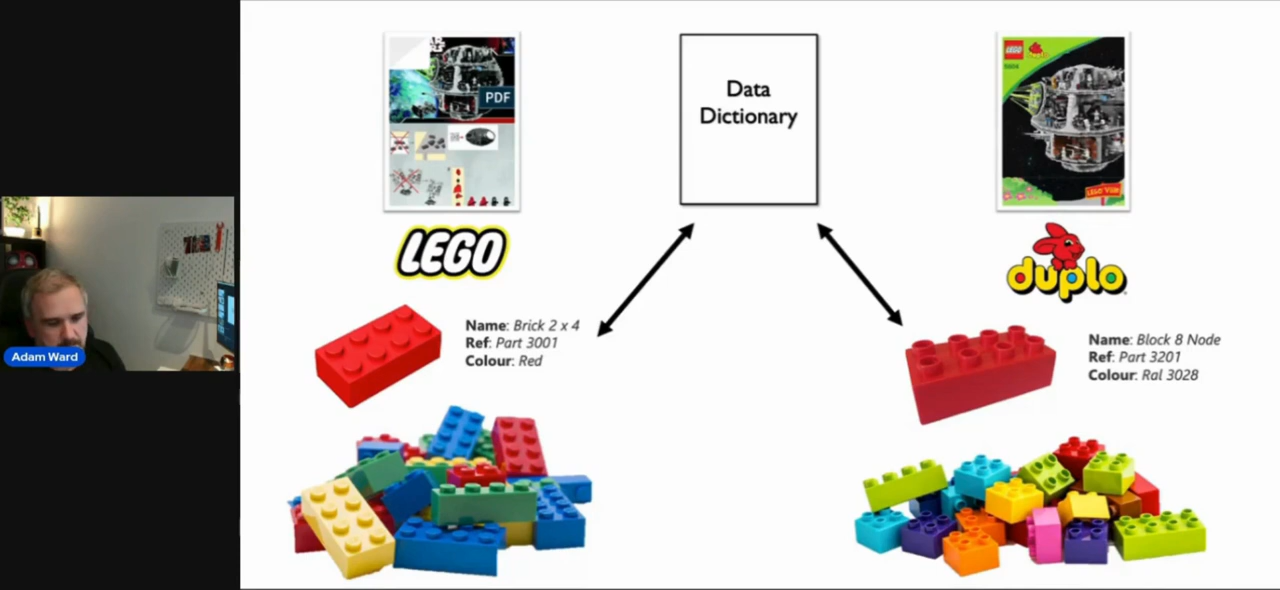 Adam Ward
PDF
LEGO
Name: Brick 2 x 4
Ref: Part 3001
Colour: Red
Data
Dictionary
LEGO
duplo
Name: Block 8 Node
Ref: Part 3201
Colour: Ral 3028